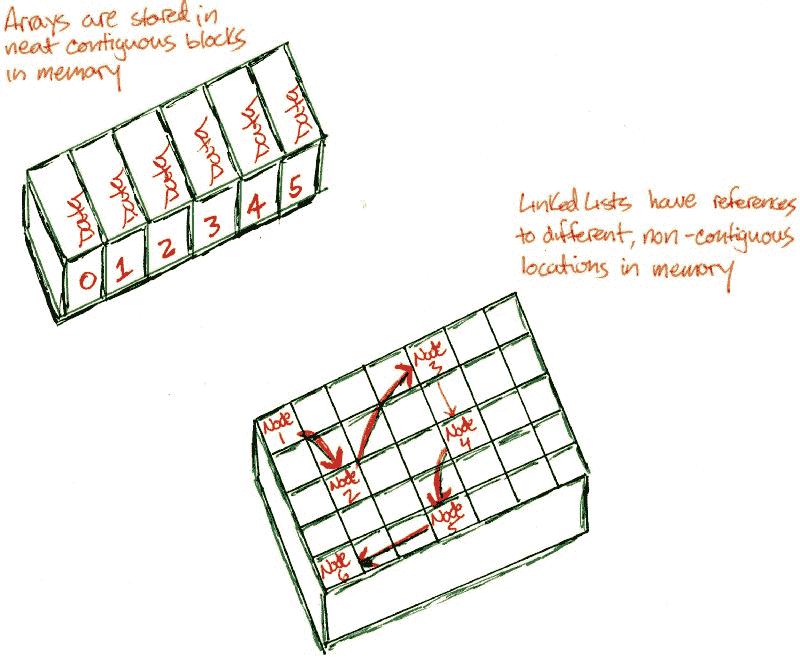 Arrays are stored in
neat contiguous blocks
in memory
Data
Data
Data
Data
Data
Data
0
1
2
3
4
5
Linked Lists have references
to different, non-contiguous
locations in memory
Node
1
Node
2
Node
3
Node
4
Node
5
Node
6